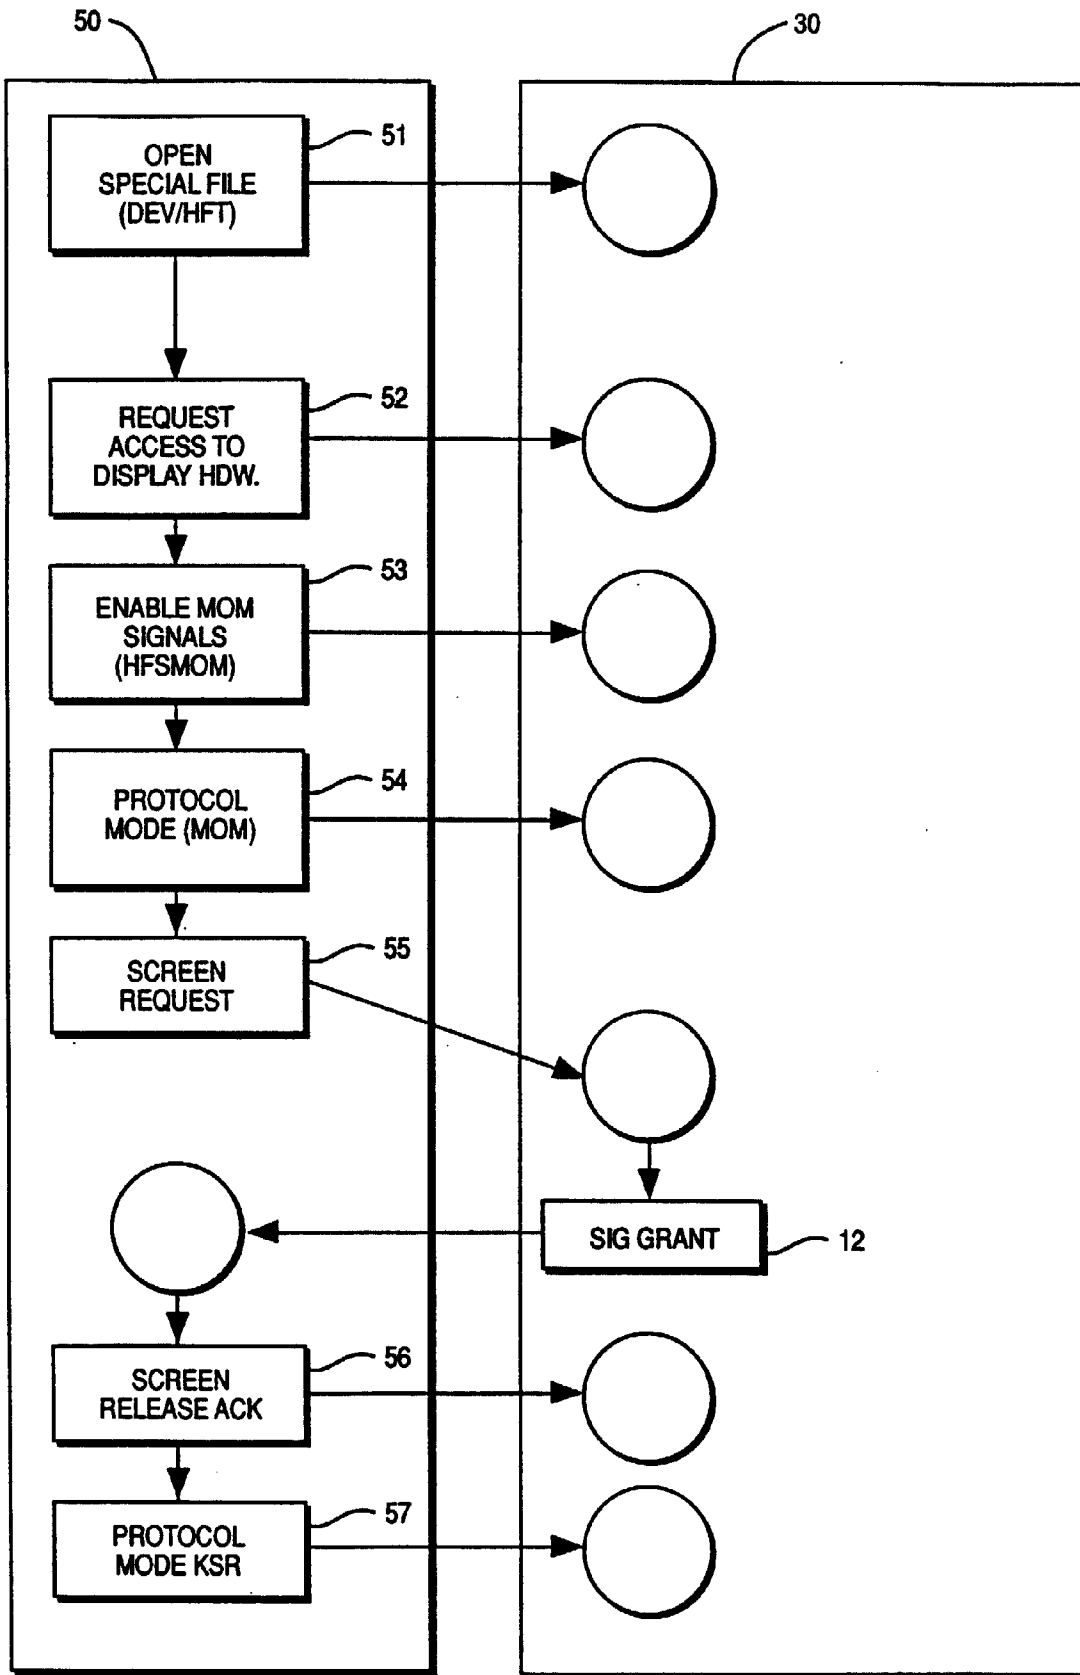 50
30
OPEN
SPECIAL FILE
(DEV/HFT)
51
REQUEST
ACCESS TO
DISPLAY HDW.
52
ENABLE MOM
SIGNALS
(HFSMOM)
53
PROTOCOL
MODE (MOM)
54
SCREEN
REQUEST
55
SIG GRANT
12
SCREEN
RELEASE ACK
56
PROTOCOL
MODE KSR
57